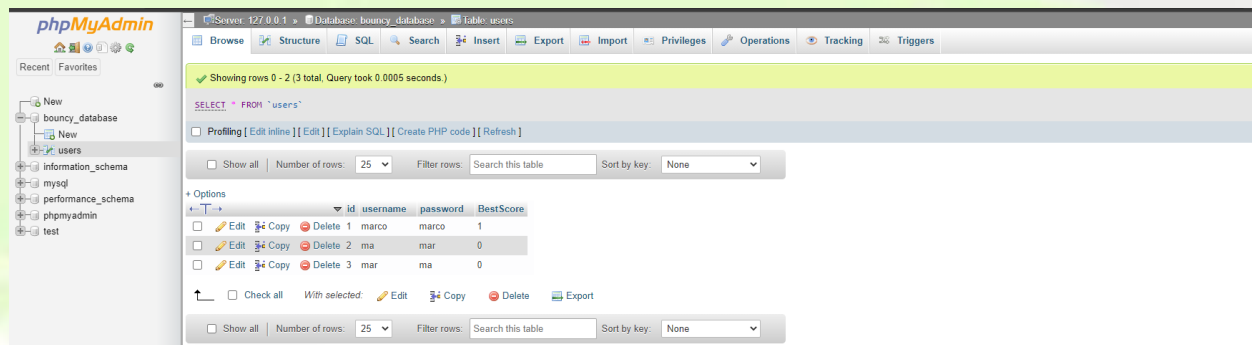 phpMyAdmin
Recent Favorites
New
bouncy_database
New
users
information_schema
mysql
performance_schema
phpmyadmin
test
Server: 127.0.0.1 » Database: bouncy_database » Table: users
Browse Structure SQL Search Insert Export Import Privileges Operations Tracking Triggers
Showing rows 0 - 2 (3 total, Query took 0.0005 seconds.)
SELECT * FROM `users`
Profiling [ Edit inline ] [ Edit ] [ Explain SQL ] [ Create PHP code ] [ Refresh ]
Show all | Number of rows: 25 Filter rows: Search this table Sort by key: None
+ Options
id username password BestScore
Edit Copy Delete 1 marco marco 1
Edit Copy Delete 2 ma mar 0
Edit Copy Delete 3 mar ma 0
Check all With selected: Edit Copy Delete Export
Show all | Number of rows: 25 Filter rows: Search this table Sort by key: None